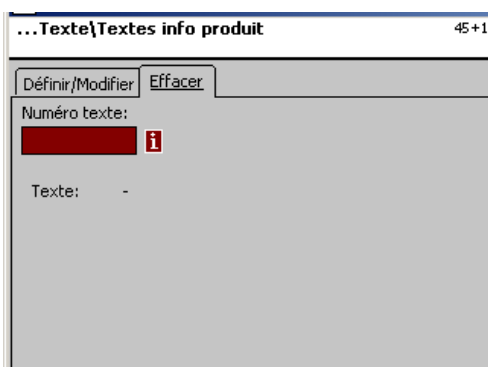 ...Texte\Textes info produit 45+1
Définir/Modifier Effacer
Numéro texte:
i
Texte: -